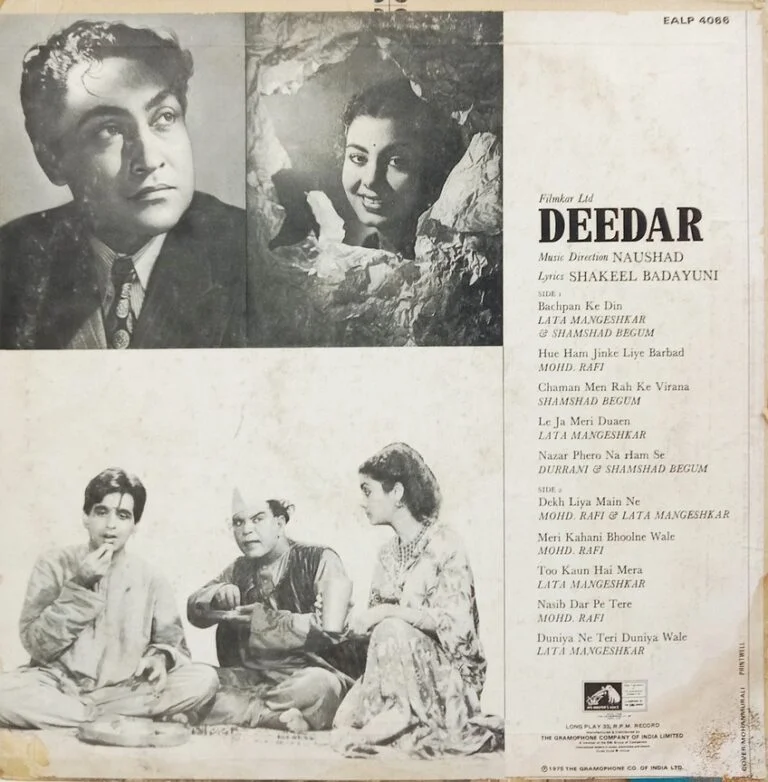 EALP 4066
Filmkar Ltd
DEEDAR
Music Direction NAUSHAD
Lyrics SHAKEEL BADAYUNI
SIDE 1
Bachpan Ke Din
LATA MANGESHKAR
& SHAMSHAD BEGUM
Hue Ham Jinke Liye Barbad
MOHD. RAFI
Chaman Men Rah Ke Virana
SHAMSHAD BEGUM
Le Ja Meri Duaen
LATA MANGESHKAR
Nazar Phero Na Ham Se
DURRANI & SHAMSHAD BEGUM
SIDE 2
Dekh Liya Main Ne
MOHD. RAFI & LATA MANGESHKAR
Meri Kahani Bhoolne Wale
MOHD. RAFI
Too Kaun Hai Mera
LATA MANGESHKAR
Nasib Dar Pe Tere
MOHD. RAFI
Duniya Ne Teri Duniya Wale
LATA MANGESHKAR
LONG PLAY 33⅓ R.P.M. RECORD
THE GRAMOPHONE COMPANY OF INDIA LIMITED
℗ 1975 THE GRAMOPHONE CO. OF INDIA LTD.
PRINTWELL